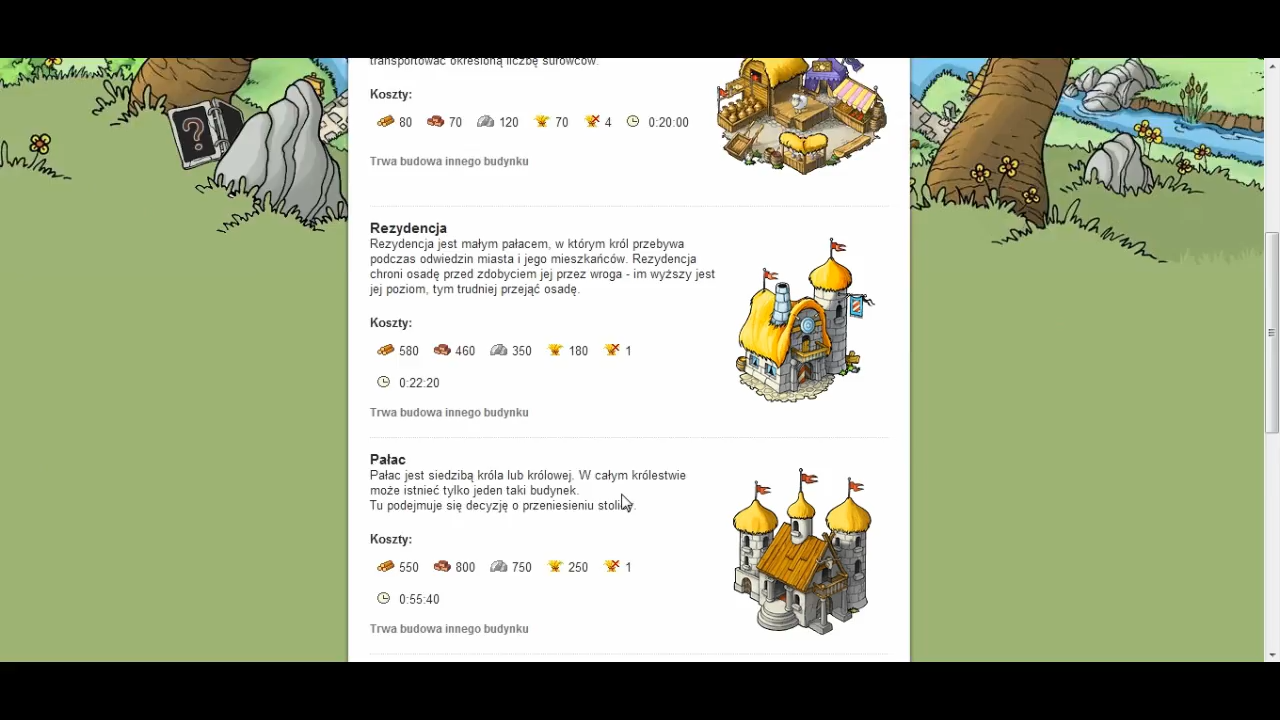 transportować określoną liczbę surowców.
Koszty:
80 70 120 70 4 0:20:00
Trwa budowa innego budynku
Rezydencja
Rezydencja jest małym pałacem, w którym król przebywa
podczas odwiedzin miasta i jego mieszkańców. Rezydencja
chroni osadę przed zdobyciem jej przez wroga - im wyższy jest
jej poziom, tym trudniej przejąć osadę.
Koszty:
580 460 350 180 1
0:22:20
Trwa budowa innego budynku
Pałac
Pałac jest siedzibą króla lub królowej. W całym królestwie
może istnieć tylko jeden taki budynek.
Tu podejmuje się decyzję o przeniesieniu
Koszty:
550 800 750 250 1
0:55:40
Trwa budowa innego budynku
?